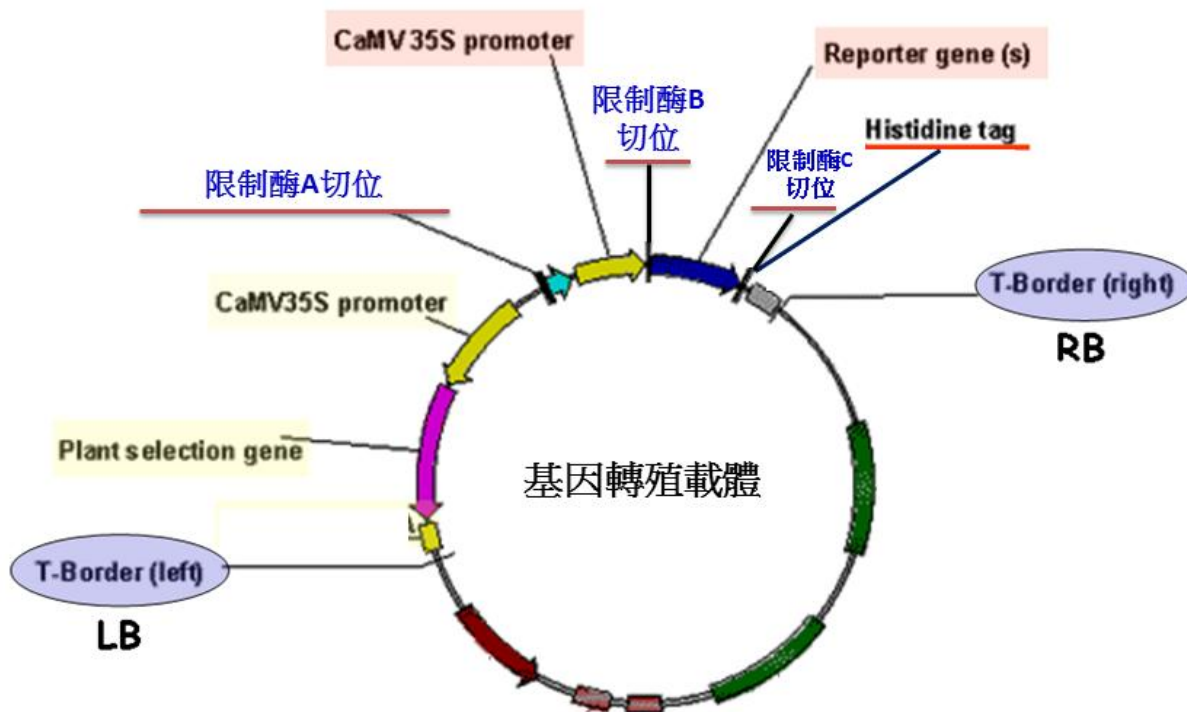 CaMV35S promoter
Reporter gene (s)
限制酶B
切位
Histidine tag
限制酶C
切位
限制酶A切位
T-Border (right)
RB
CaMV35S promoter
Plant selection gene
基因轉殖載體
T-Border (left)
LB